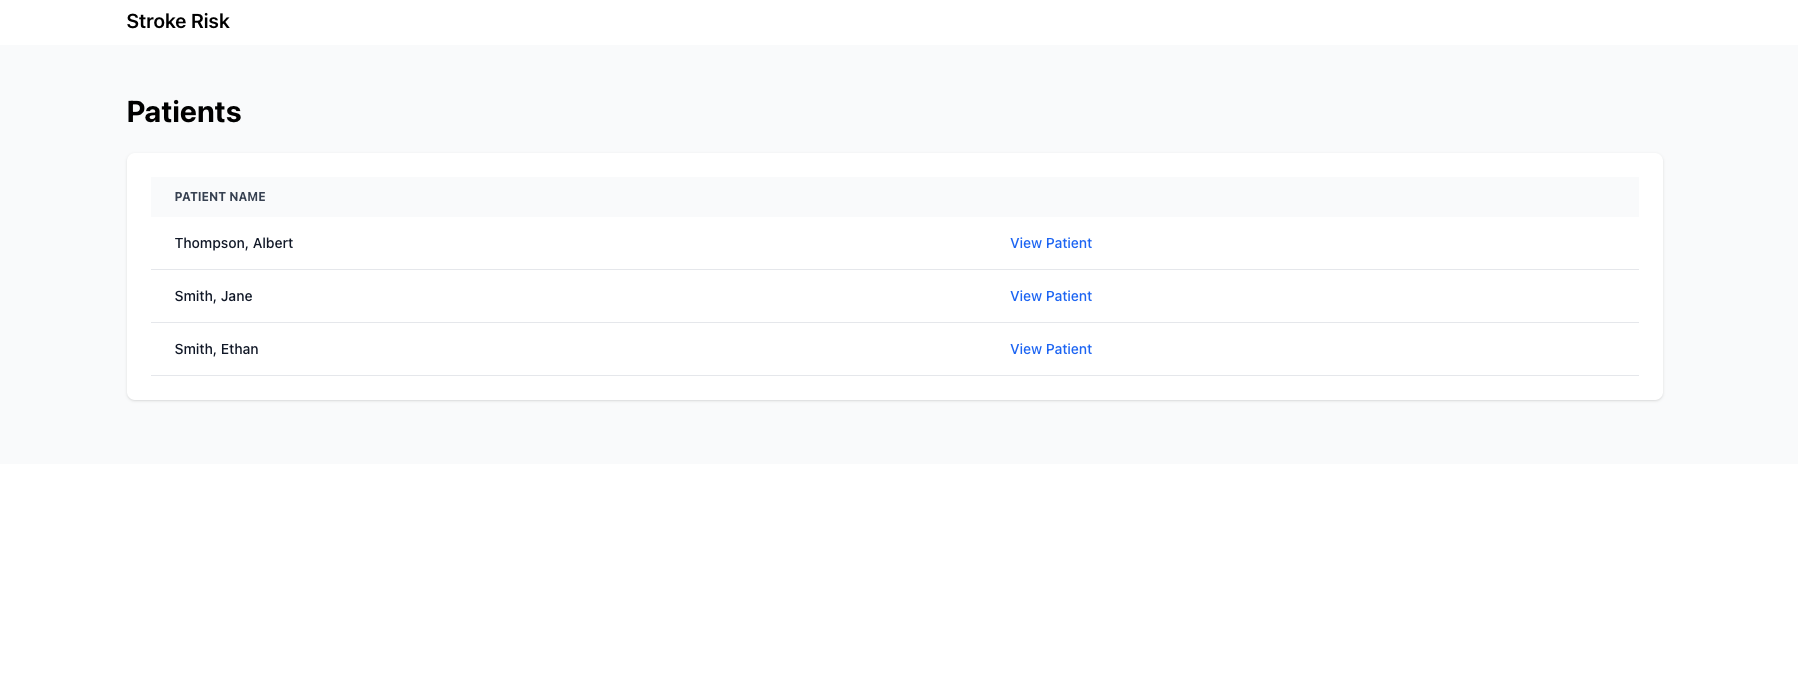 Stroke Risk
Patients
PATIENT NAME
Thompson, Albert View Patient
Smith, Jane View Patient
Smith, Ethan View Patient